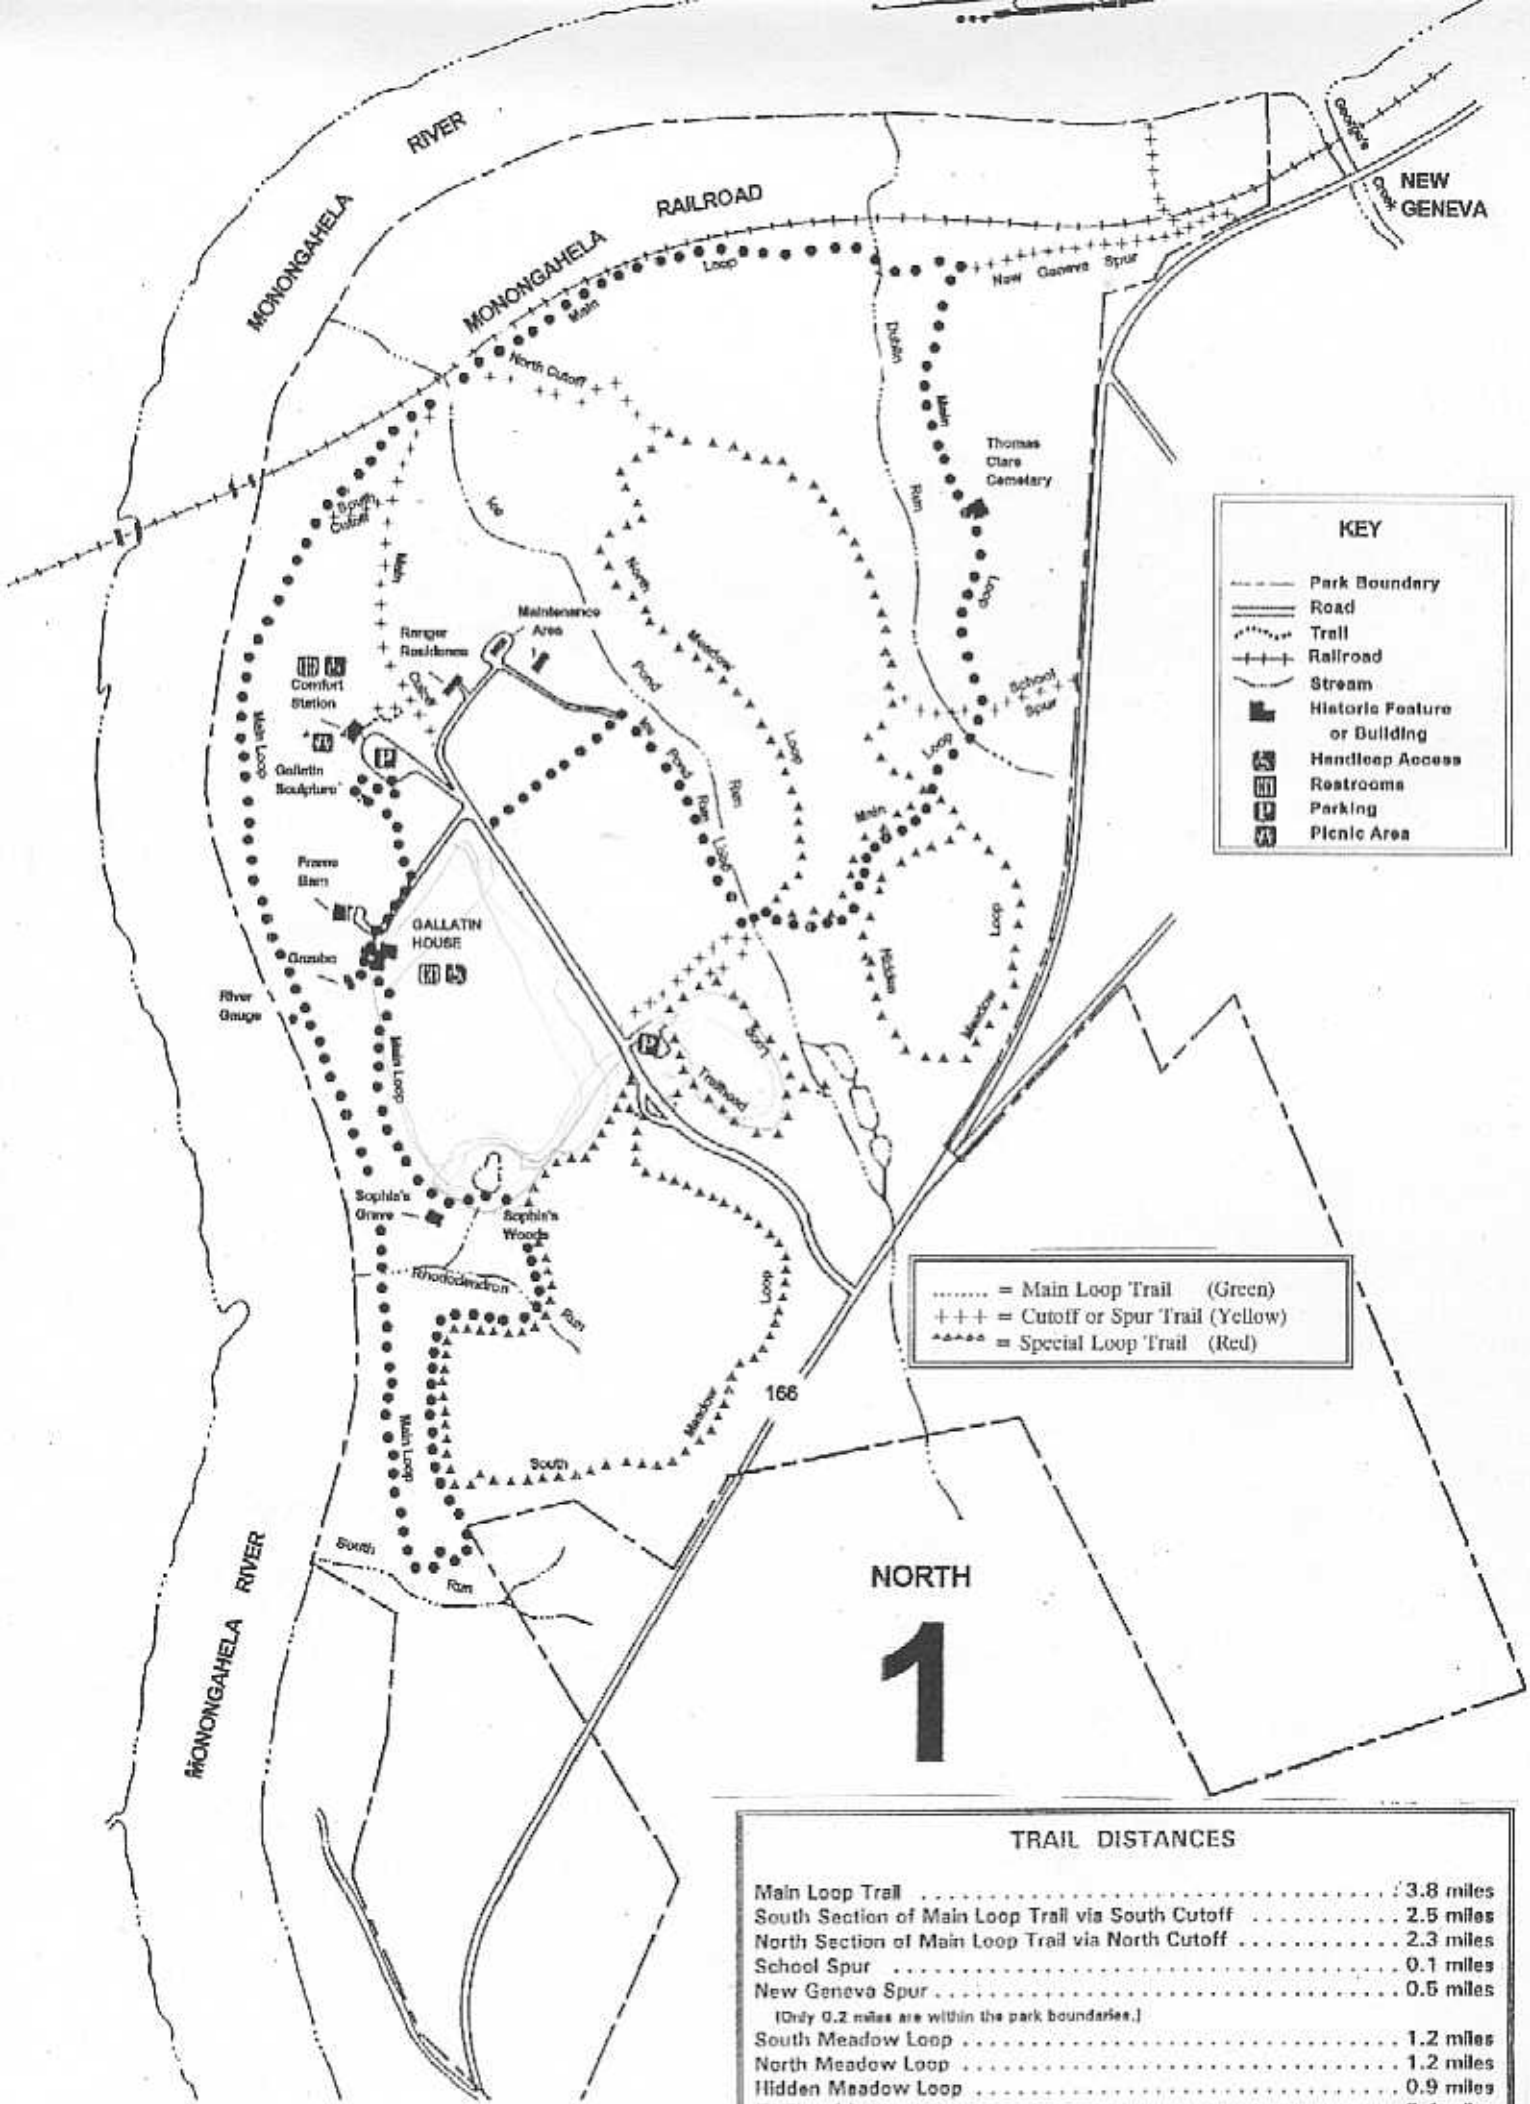 RIVER
MONONGAHELA
RAILROAD
MONONGAHELA
George's
Creek
NEW
GENEVA
Loop
Main
New Geneva Spur
North Cutoff
Dublin
Run
Main
Loop
Thomas
Clare
Cemetary
South
Cutoff
Ice
Pond
Run
Main
North
Meadow
Loop
Maintenance
Area
Ranger
Residence
Comfort
Station
Gallatin
Sculpture
P
Ice
Pond
Run
Loop
School
Spur
Loop
Main
Main Loop
Frame
Barn
GALLATIN
HOUSE
Gazebo
River
Gauge
Hidden
Meadow
Loop
Main Loop
P
Trailhead
Loop
Sophia's
Grave
Sophia's
Woods
Rhododendron
Run
Loop
Meadow
South
Main Loop
166
South
Run
MONONGAHELA RIVER
KEY
Park Boundary
Road
Trail
Railroad
Stream
Historic Feature
or Building
Handicap Access
Restrooms
P Parking
Picnic Area
........ = Main Loop Trail (Green)
+++ = Cutoff or Spur Trail (Yellow)
= Special Loop Trail (Red)
NORTH
1
TRAIL DISTANCES
Main Loop Trail 3.8 miles
South Section of Main Loop Trail via South Cutoff 2.5 miles
North Section of Main Loop Trail via North Cutoff 2.3 miles
School Spur 0.1 miles
New Geneva Spur 0.5 miles
(Only 0.2 miles are within the park boundaries.)
South Meadow Loop 1.2 miles
North Meadow Loop 1.2 miles
Hidden Meadow Loop 0.9 miles